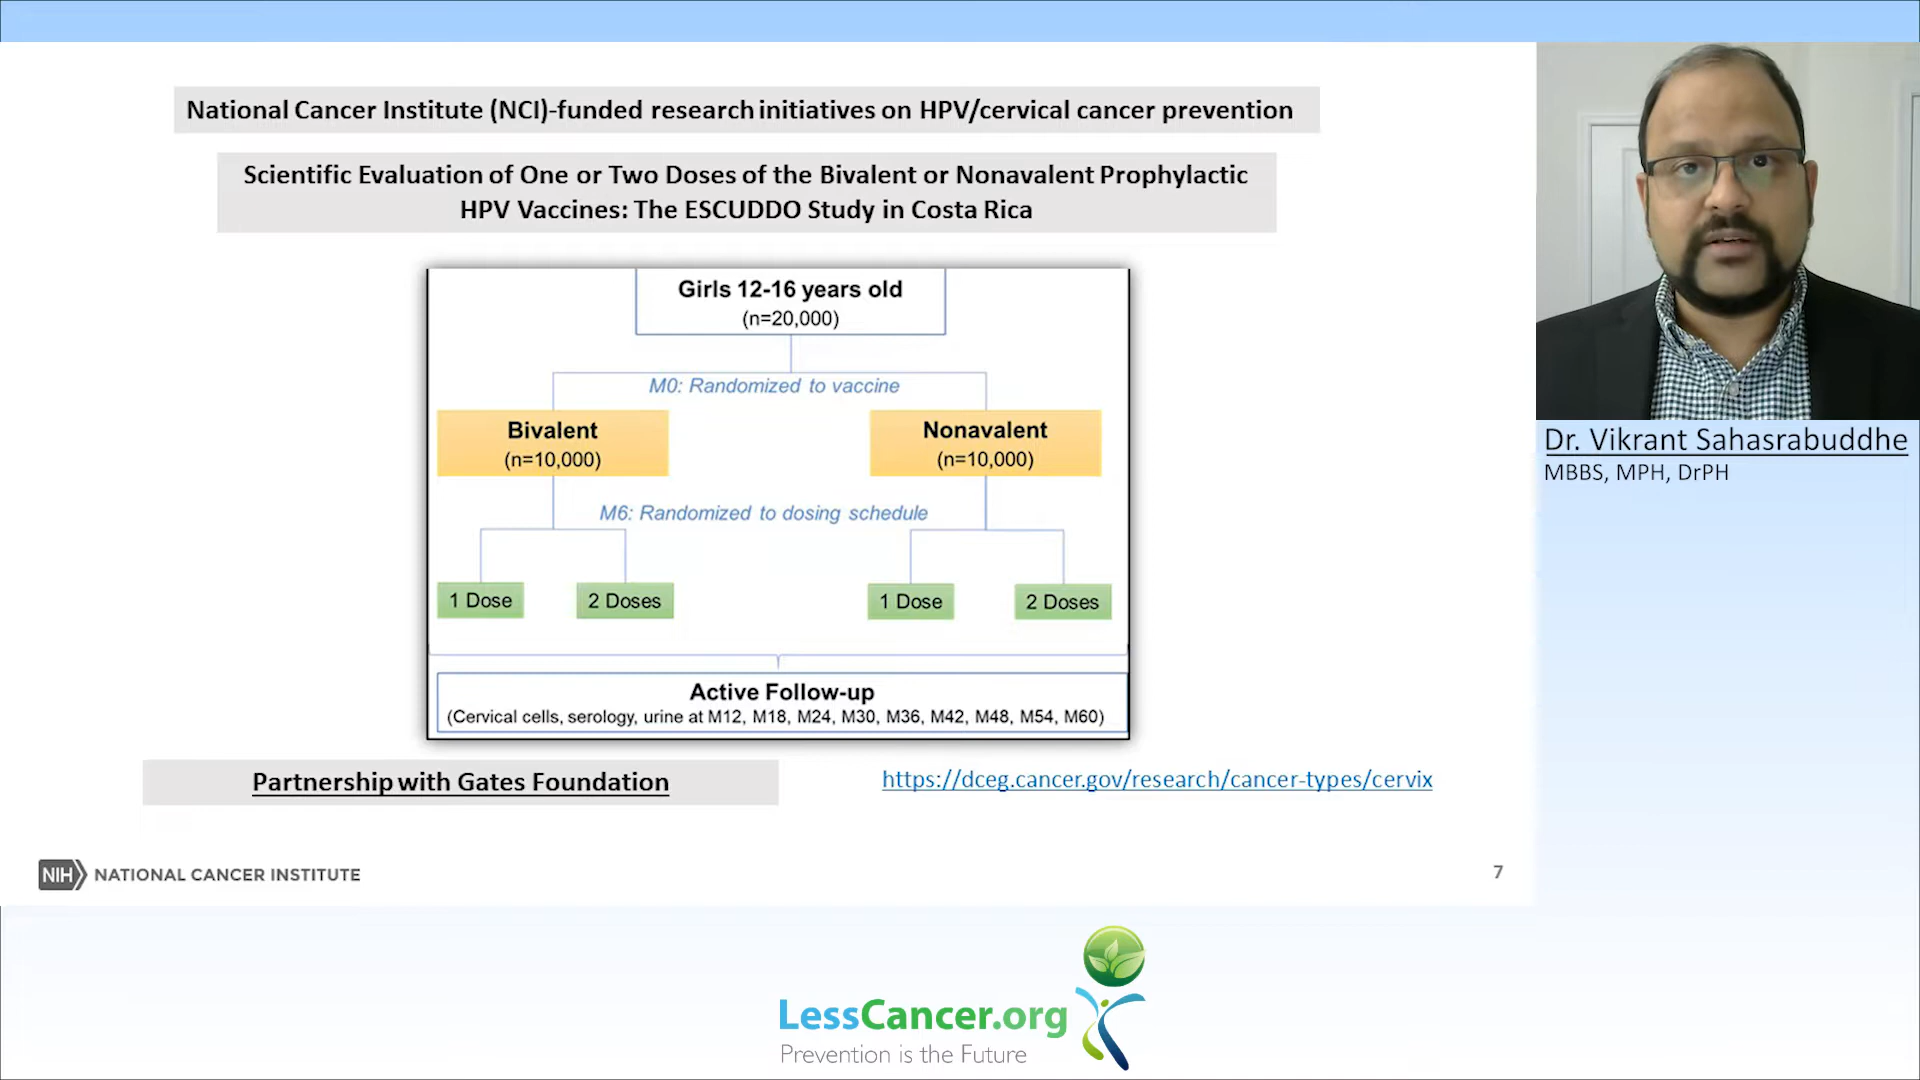 National Cancer Institute (NCI)-funded research initiatives on HPV/cervical cancer prevention
Scientific Evaluation of One or Two Doses of the Bivalent or Nonavalent Prophylactic
HPV Vaccines: The ESCUDDO Study in Costa Rica
Girls 12-16 years old
(n=20,000)
M0: Randomized to vaccine
Bivalent
(n=10,000)
Nonavalent
(n=10,000)
M6: Randomized to dosing schedule
1 Dose
2 Doses
1 Dose
2 Doses
Active Follow-up
(Cervical cells, serology, urine at M12, M18, M24, M30, M36, M42, M48, M54, M60)
Partnership with Gates Foundation
https://dceg.cancer.gov/research/cancer-types/cervix
NIH NATIONAL CANCER INSTITUTE
7
Dr. Vikrant Sahasrabuddhe
MBBS, MPH, DrPH
LessCancer.org
Prevention is the Future